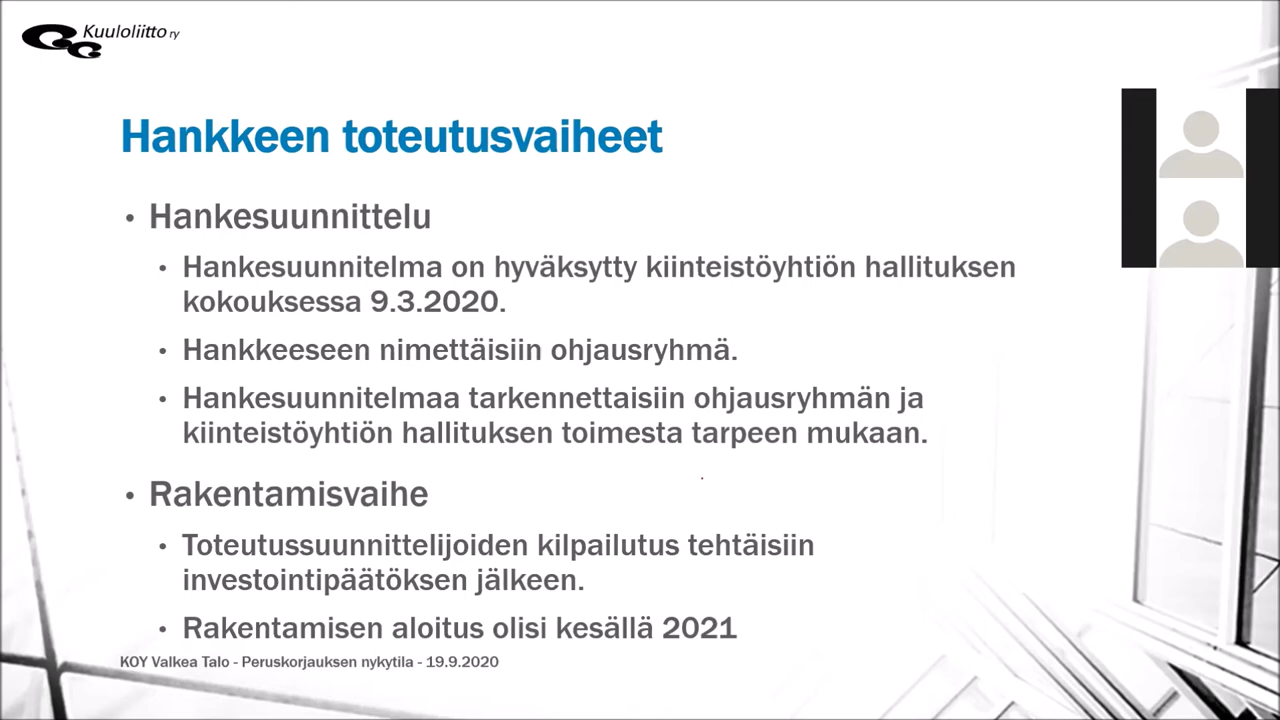 Kuuloliitto ry
Hankkeen toteutusvaiheet
• Hankesuunnittelu
• Hankesuunnitelma on hyväksytty kiinteistöyhtiön hallituksen
kokouksessa 9.3.2020.
• Hankkeeseen nimettäisiin ohjausryhmä.
• Hankesuunnitelmaa tarkennettaisiin ohjausryhmän ja
kiinteistöyhtiön hallituksen toimesta tarpeen mukaan.
• Rakentamisvaihe
• Toteutussuunnittelijoiden kilpailutus tehtäisiin
investointipäätöksen jälkeen.
• Rakentamisen aloitus olisi kesällä 2021
KOY Valkea Talo - Peruskorjauksen nykytila - 19.9.2020